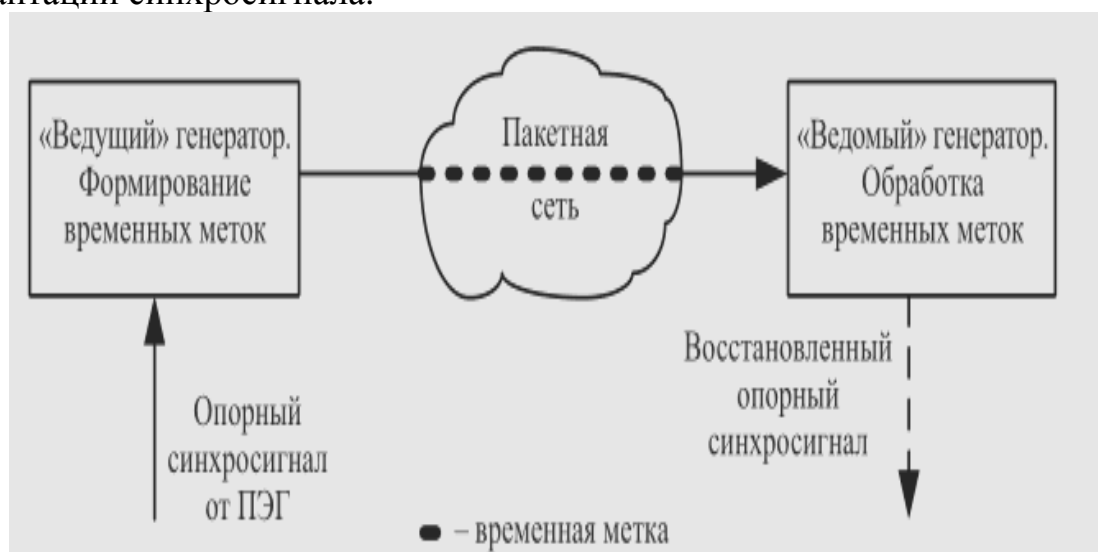 синхросигнала.
«Ведущий» генератор.
Формирование
временных меток
Пакетная
сеть
«Ведомый» генератор.
Обработка
временных меток
Опорный
синхросигнал
от ПЭГ
Восстановленный
опорный
синхросигнал
– временная метка